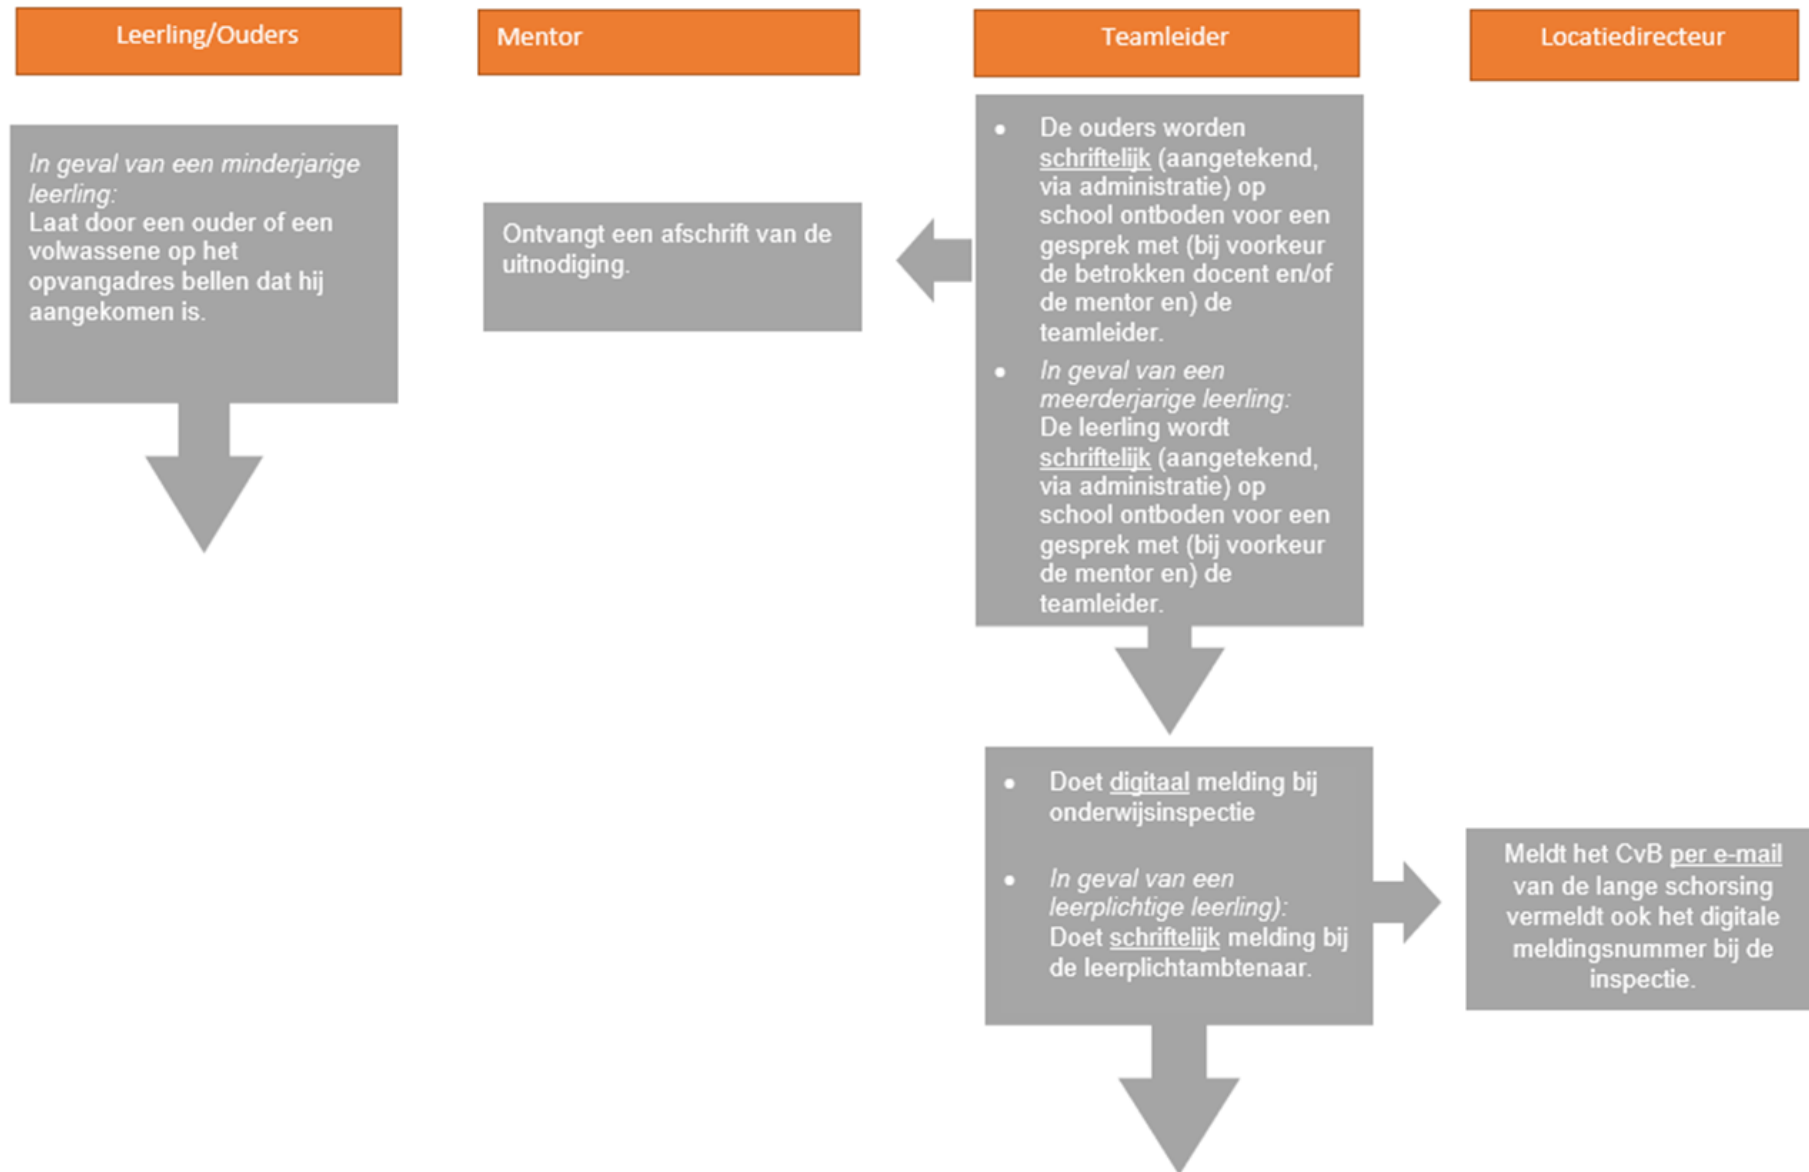 Leerling/Ouders
Mentor
Teamleider
Locatiedirecteur
In geval van een minderjarige
leerling:
Laat door een ouder of een
volwassene op het
opvangadres bellen dat hij
aangekomen is.
Ontvangt een afschrift van de
uitnodiging.
• De ouders worden
schriftelijk (aangetekend,
via administratie) op
school ontboden voor een
gesprek met (bij voorkeur
de betrokken docent en/of
de mentor en) de
teamleider.
• In geval van een
meerderjarige leerling:
De leerling wordt
schriftelijk (aangetekend,
via administratie) op
school ontboden voor een
gesprek met (bij voorkeur
de mentor en) de
teamleider.
• Doet digitaal melding bij
onderwijsinspectie
• In geval van een
leerplichtige leerling):
Doet schriftelijk melding bij
de leerplichtambtenaar.
Meldt het CvB per e-mail
van de lange schorsing
vermeldt ook het digitale
meldingsnummer bij de
inspectie.